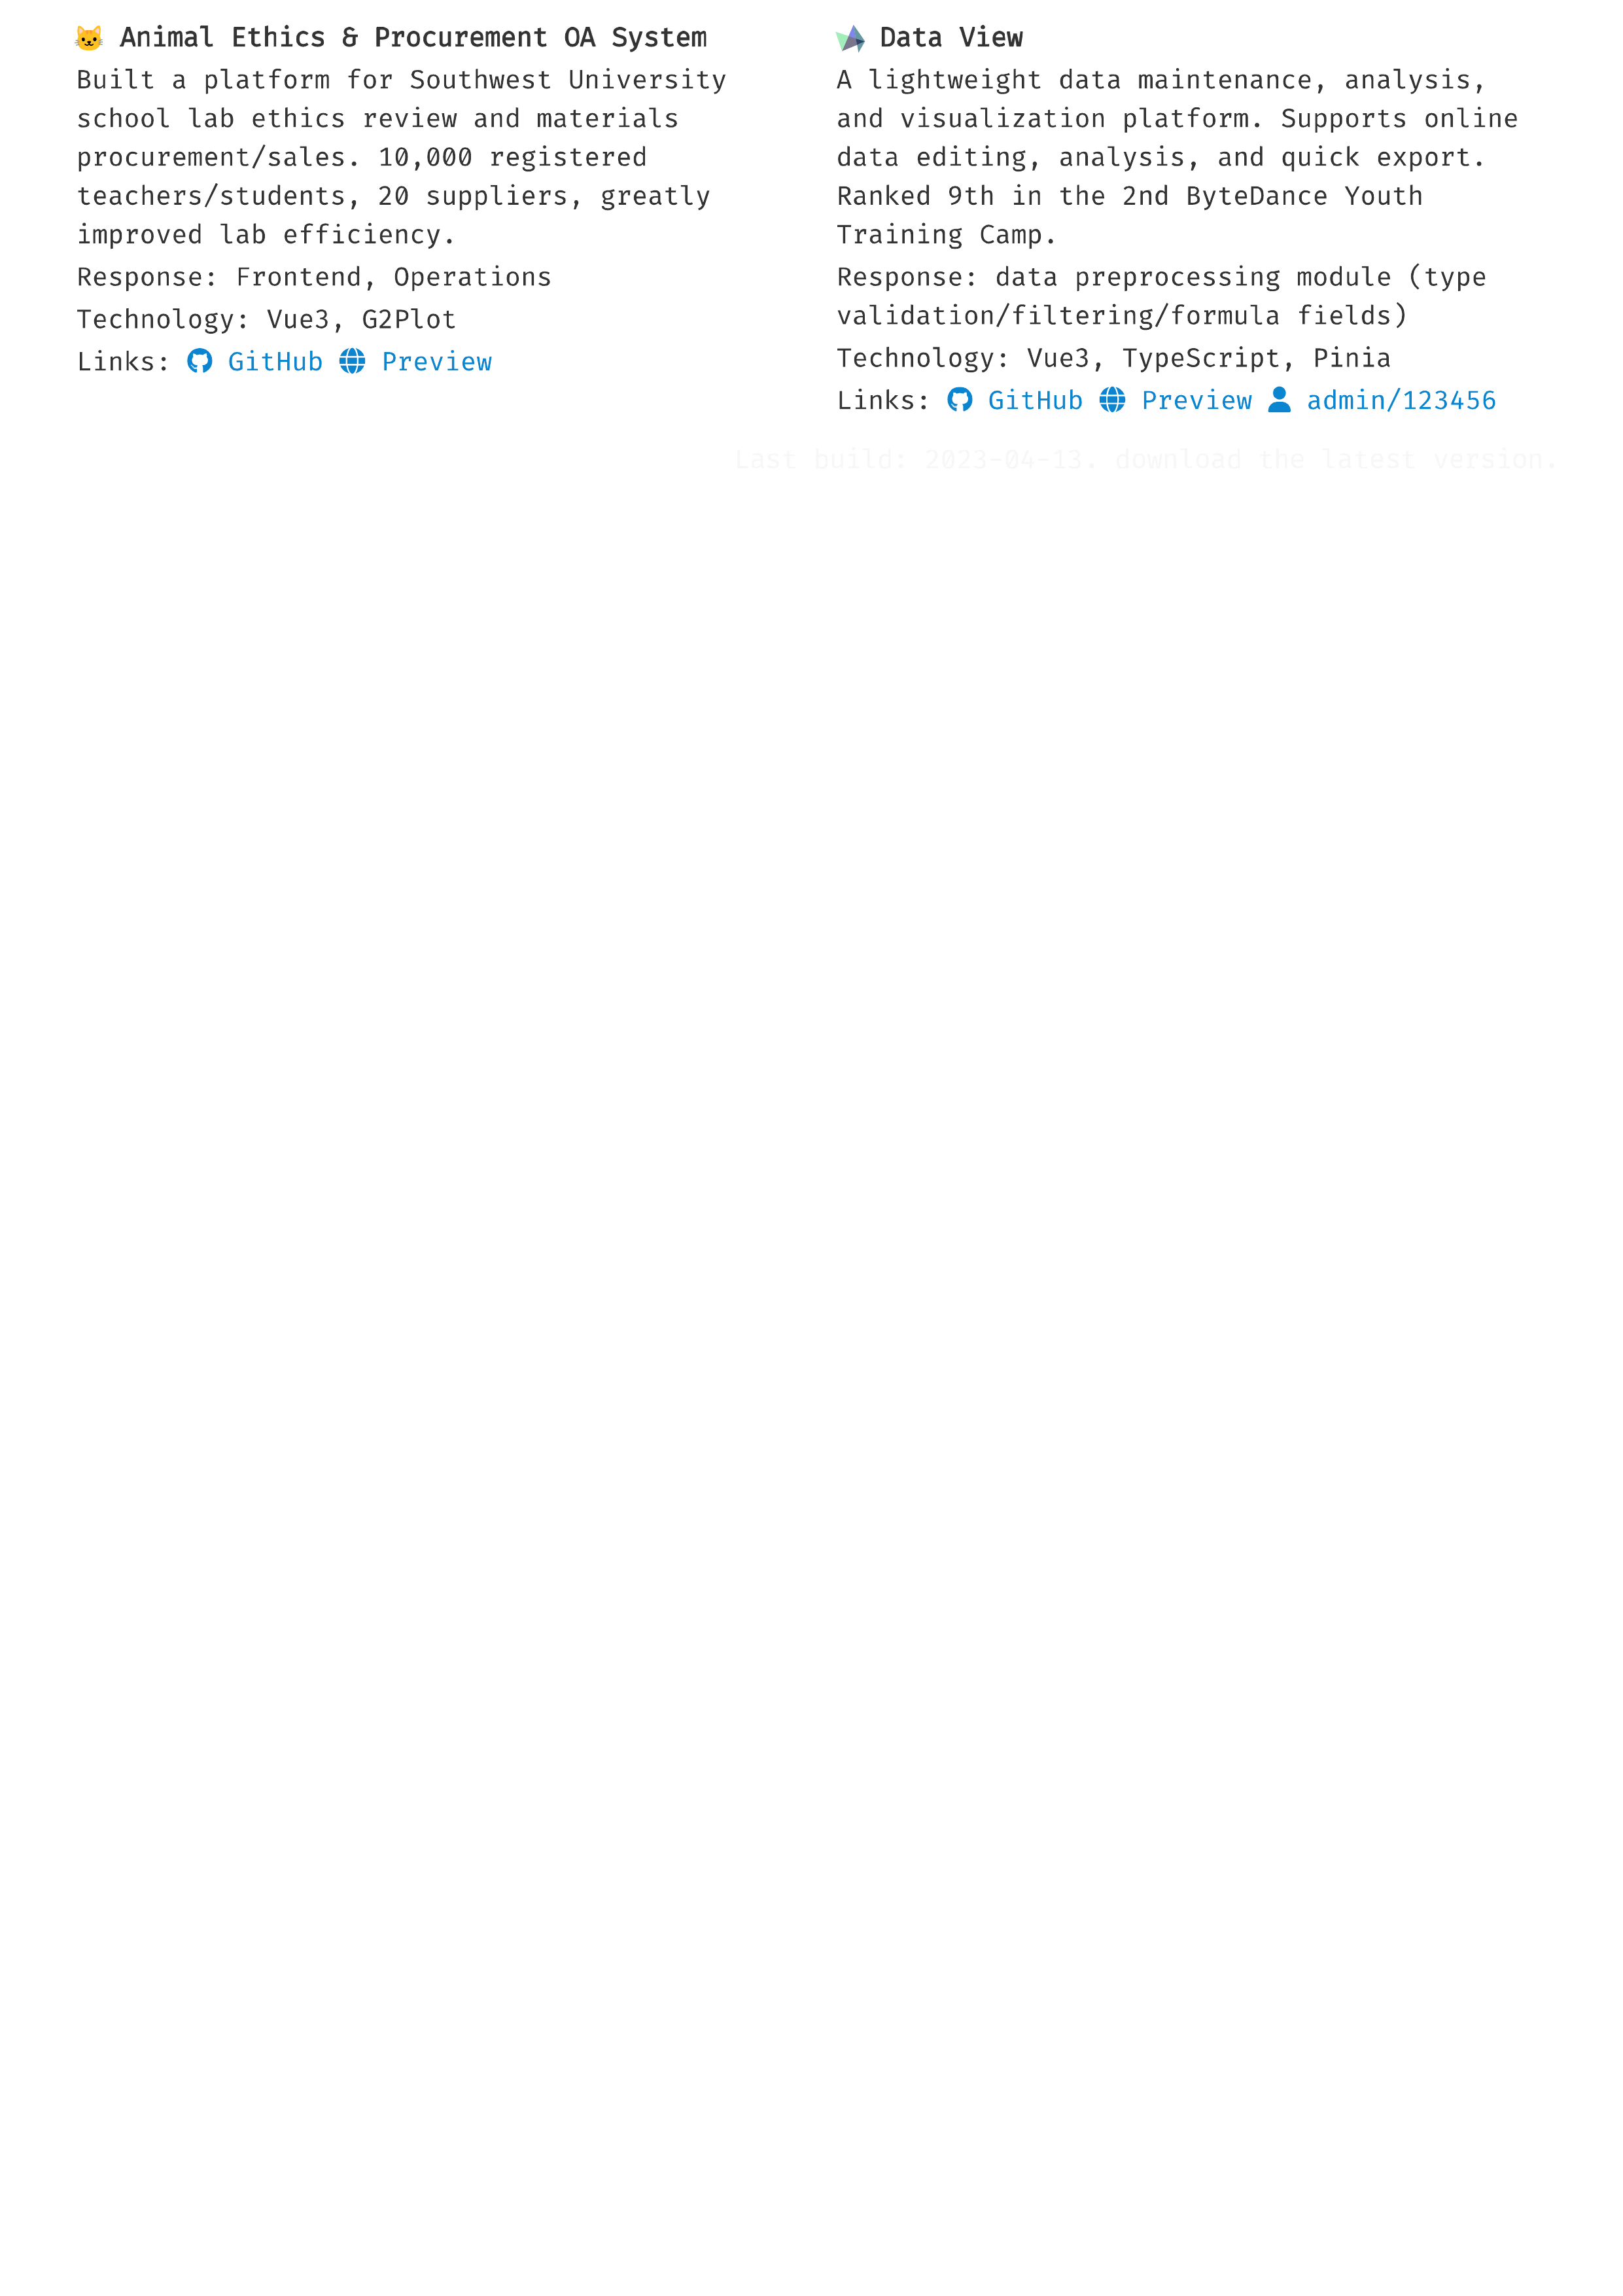 Animal Ethics & Procurement OA System
Built a platform for Southwest University
school lab ethics review and materials
procurement/sales. 10,000 registered
teachers/students, 20 suppliers, greatly
improved lab efficiency.
Response: Frontend, Operations
Technology: Vue3, G2Plot
Links: GitHub Preview
Data View
A lightweight data maintenance, analysis,
and visualization platform. Supports online
data editing, analysis, and quick export.
Ranked 9th in the 2nd ByteDance Youth
Training Camp.
Response: data preprocessing module (type
validation/filtering/formula fields)
Technology: Vue3, TypeScript, Pinia
Links: GitHub Preview admin/123456
Last build: 2023-04-13. download the latest version.